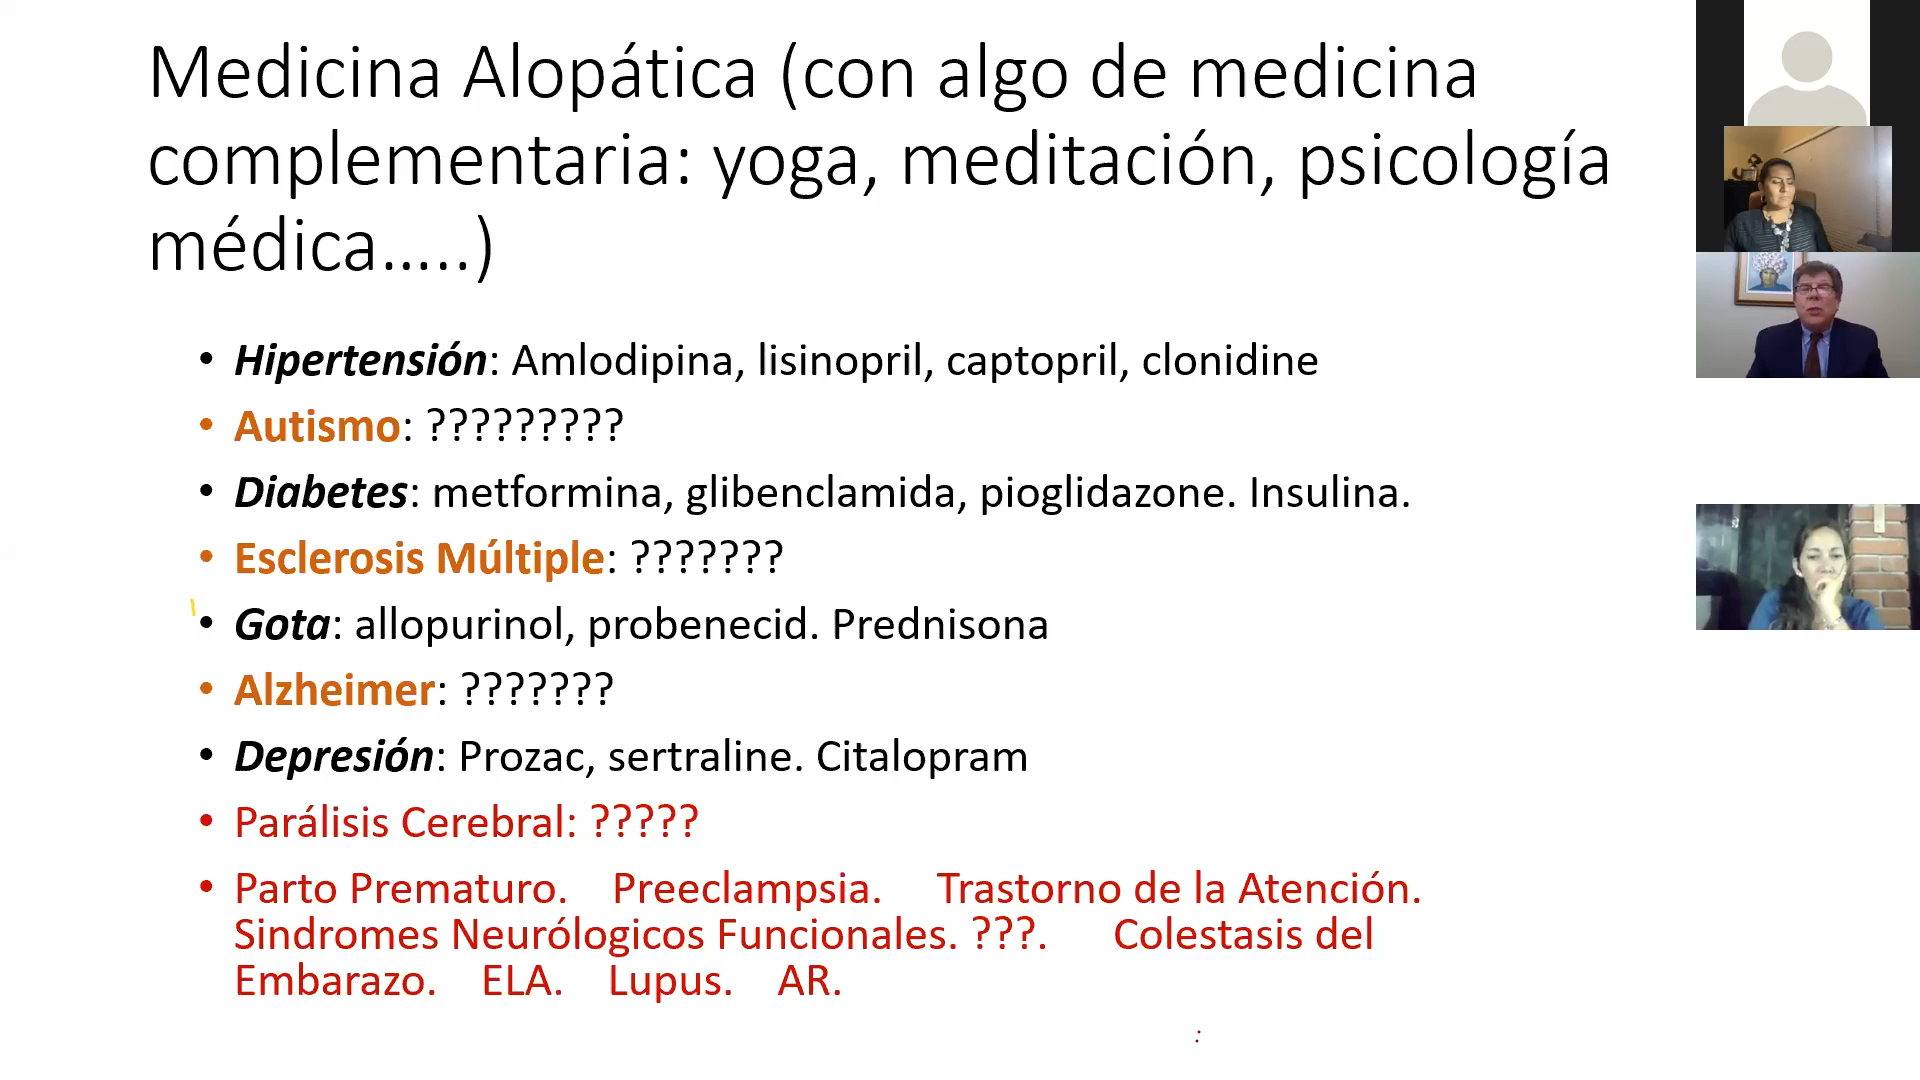 Medicina Alopática (con algo de medicina
complementaria: yoga, meditación, psicología
médica…..)
• Hipertensión: Amlodipina, lisinopril, captopril, clonidine
• Autismo: ?????????
• Diabetes: metformina, glibenclamida, pioglidazone. Insulina.
• Esclerosis Múltiple: ???????
• Gota: allopurinol, probenecid. Prednisona
• Alzheimer: ???????
• Depresión: Prozac, sertraline. Citalopram
• Parálisis Cerebral: ?????
• Parto Prematuro. Preeclampsia. Trastorno de la Atención.
Sindromes Neurólogicos Funcionales. ???. Colestasis del
Embarazo. ELA. Lupus. AR.